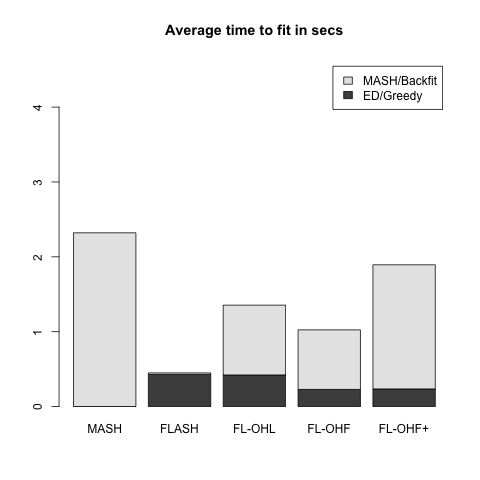 Average time to fit in secs
MASH/Backfit
ED/Greedy
4
3
2
1
0
MASH FLASH FL-OHL FL-OHF FL-OHF+